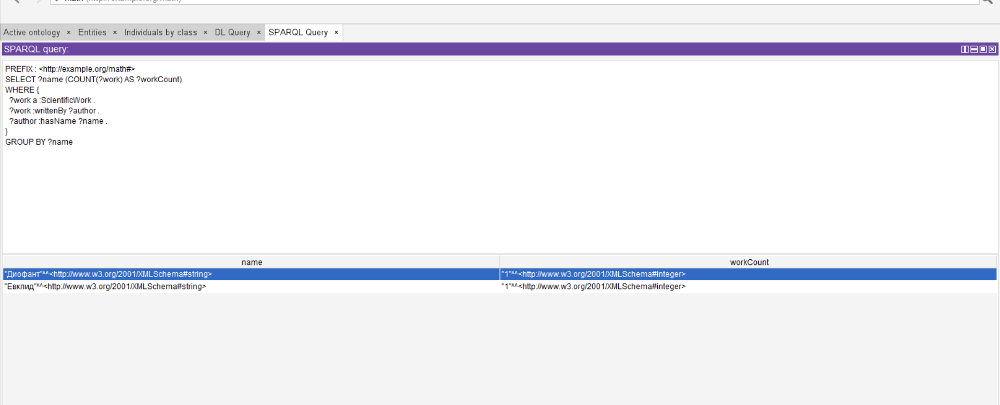 Active ontology × Entities × Individuals by class × DL Query × SPARQL Query ×
SPARQL query:
PREFIX : <http://example.org/math#>
SELECT ?name (COUNT(?work) AS ?workCount)
WHERE {
?work a :ScientificWork .
?work :writtenBy ?author .
?author :hasName ?name .
}
GROUP BY ?name
name workCount
"Диофант"^^<http://www.w3.org/2001/XMLSchema#string> "1"^^<http://www.w3.org/2001/XMLSchema#integer>
"Евклид"^^<http://www.w3.org/2001/XMLSchema#string> "1"^^<http://www.w3.org/2001/XMLSchema#integer>